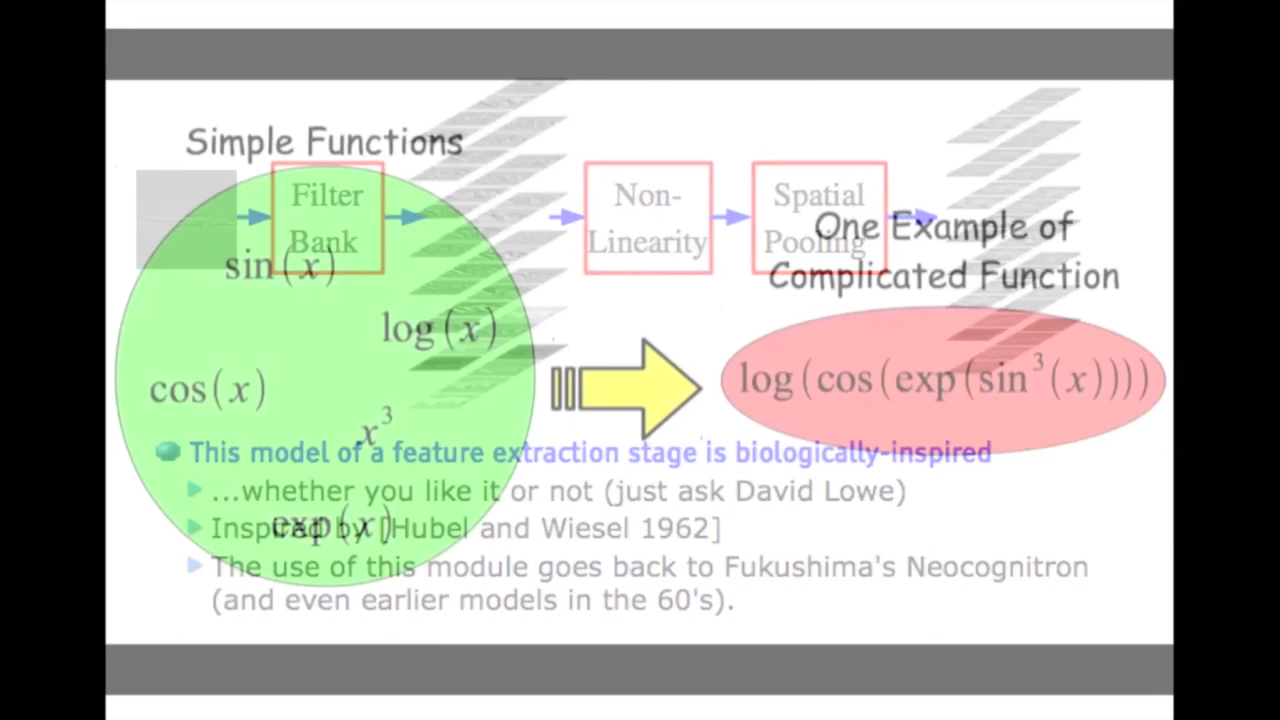 Simple Functions
Filter
Bank
Non-
Linearity
Spatial
Pooling
One Example of
Complicated Function
sin(x)
log(x)
cos(x)
x³
exp(x)
log(cos(exp(sin³(x))))
This model of a feature extraction stage is biologically-inspired
...whether you like it or not (just ask David Lowe)
Inspired by [Hubel and Wiesel 1962]
The use of this module goes back to Fukushima's Neocognitron
(and even earlier models in the 60's).